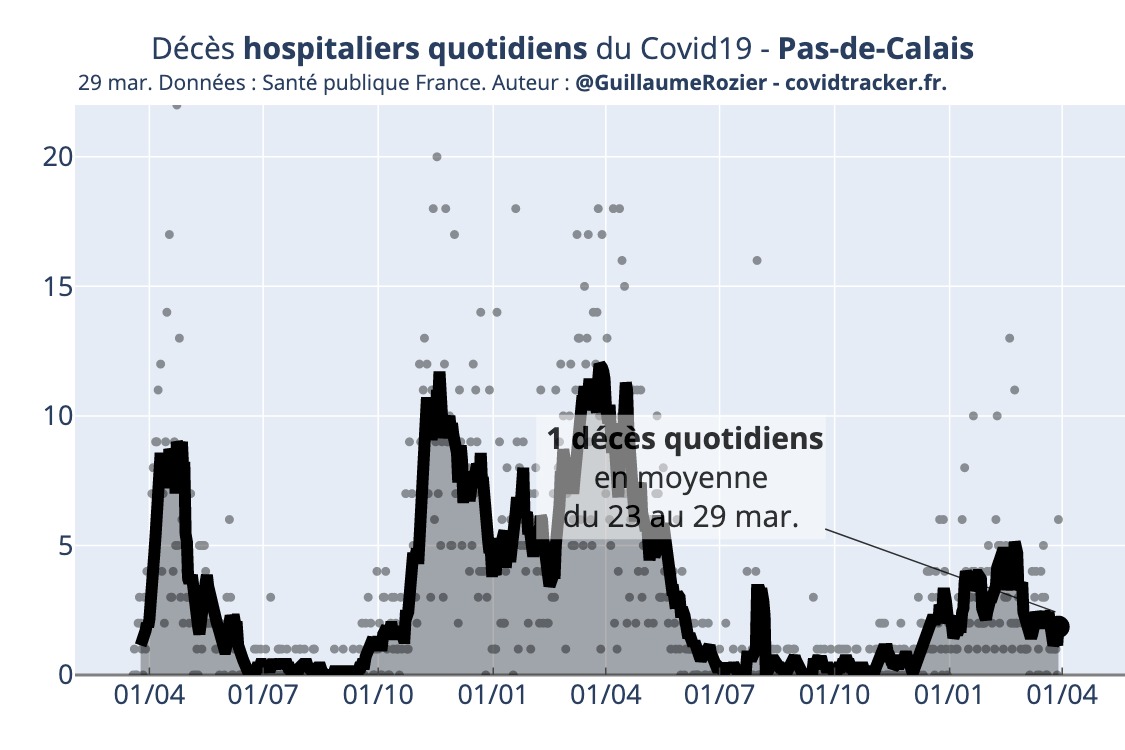 Décès hospitaliers quotidiens du Covid19 - Pas-de-Calais
29 mar. Données : Santé publique France. Auteur : @GuillaumeRozier - covidtracker.fr.
20
15
10
5
0
1 décès quotidiens
en moyenne
du 23 au 29 mar.
01/04 01/07 01/10 01/01 01/04 01/07 01/10 01/01 01/04